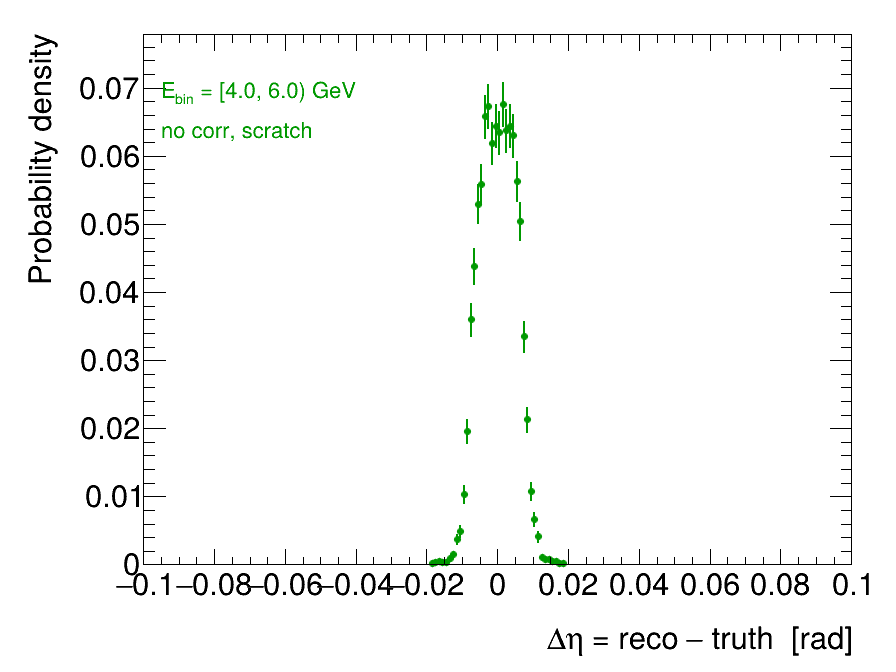 Probability density
0.07
0.06
0.05
0.04
0.03
0.02
0.01
0
E_bin = [4.0, 6.0) GeV
no corr, scratch
−0.1 −0.08 −0.06 −0.04 −0.02 0 0.02 0.04 0.06 0.08 0.1
Δη = reco − truth [rad]